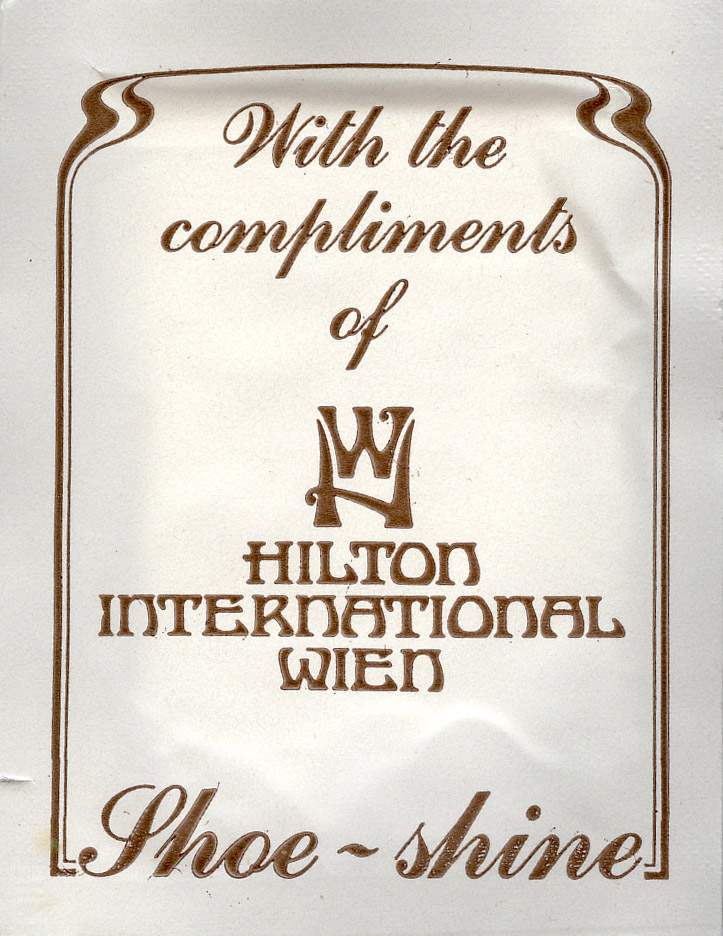 With the
compliments
of
HILTON
INTERNATIONAL
WIEN
Shoe ~ shine